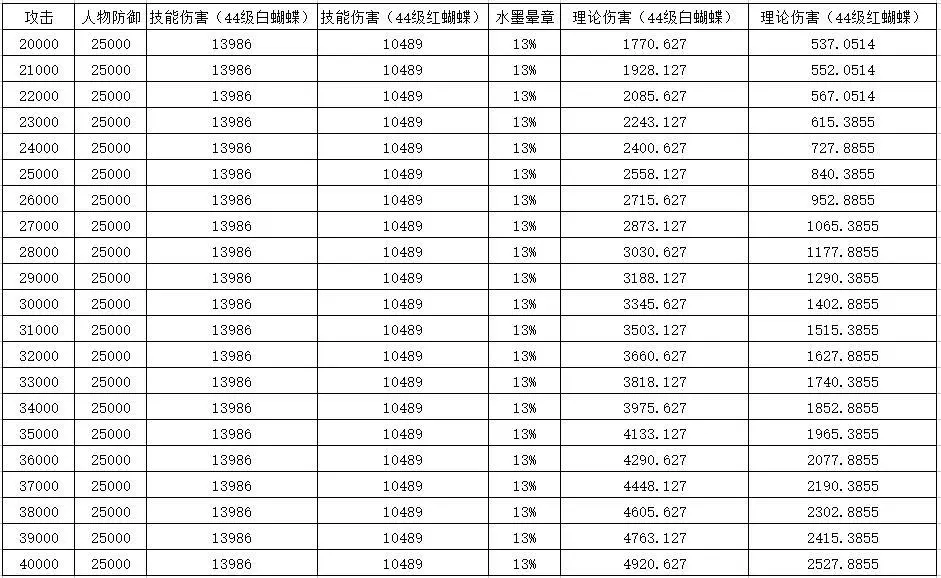 攻击 人物防御 技能伤害（44级白蝴蝶） 技能伤害（44级红蝴蝶） 水墨晕章 理论伤害（44级白蝴蝶） 理论伤害（44级红蝴蝶）
20000 25000 13986 10489 13% 1770.627 537.0514
21000 25000 13986 10489 13% 1928.127 552.0514
22000 25000 13986 10489 13% 2085.627 567.0514
23000 25000 13986 10489 13% 2243.127 615.3855
24000 25000 13986 10489 13% 2400.627 727.8855
25000 25000 13986 10489 13% 2558.127 840.3855
26000 25000 13986 10489 13% 2715.627 952.8855
27000 25000 13986 10489 13% 2873.127 1065.3855
28000 25000 13986 10489 13% 3030.627 1177.8855
29000 25000 13986 10489 13% 3188.127 1290.3855
30000 25000 13986 10489 13% 3345.627 1402.8855
31000 25000 13986 10489 13% 3503.127 1515.3855
32000 25000 13986 10489 13% 3660.627 1627.8855
33000 25000 13986 10489 13% 3818.127 1740.3855
34000 25000 13986 10489 13% 3975.627 1852.8855
35000 25000 13986 10489 13% 4133.127 1965.3855
36000 25000 13986 10489 13% 4290.627 2077.8855
37000 25000 13986 10489 13% 4448.127 2190.3855
38000 25000 13986 10489 13% 4605.627 2302.8855
39000 25000 13986 10489 13% 4763.127 2415.3855
40000 25000 13986 10489 13% 4920.627 2527.8855